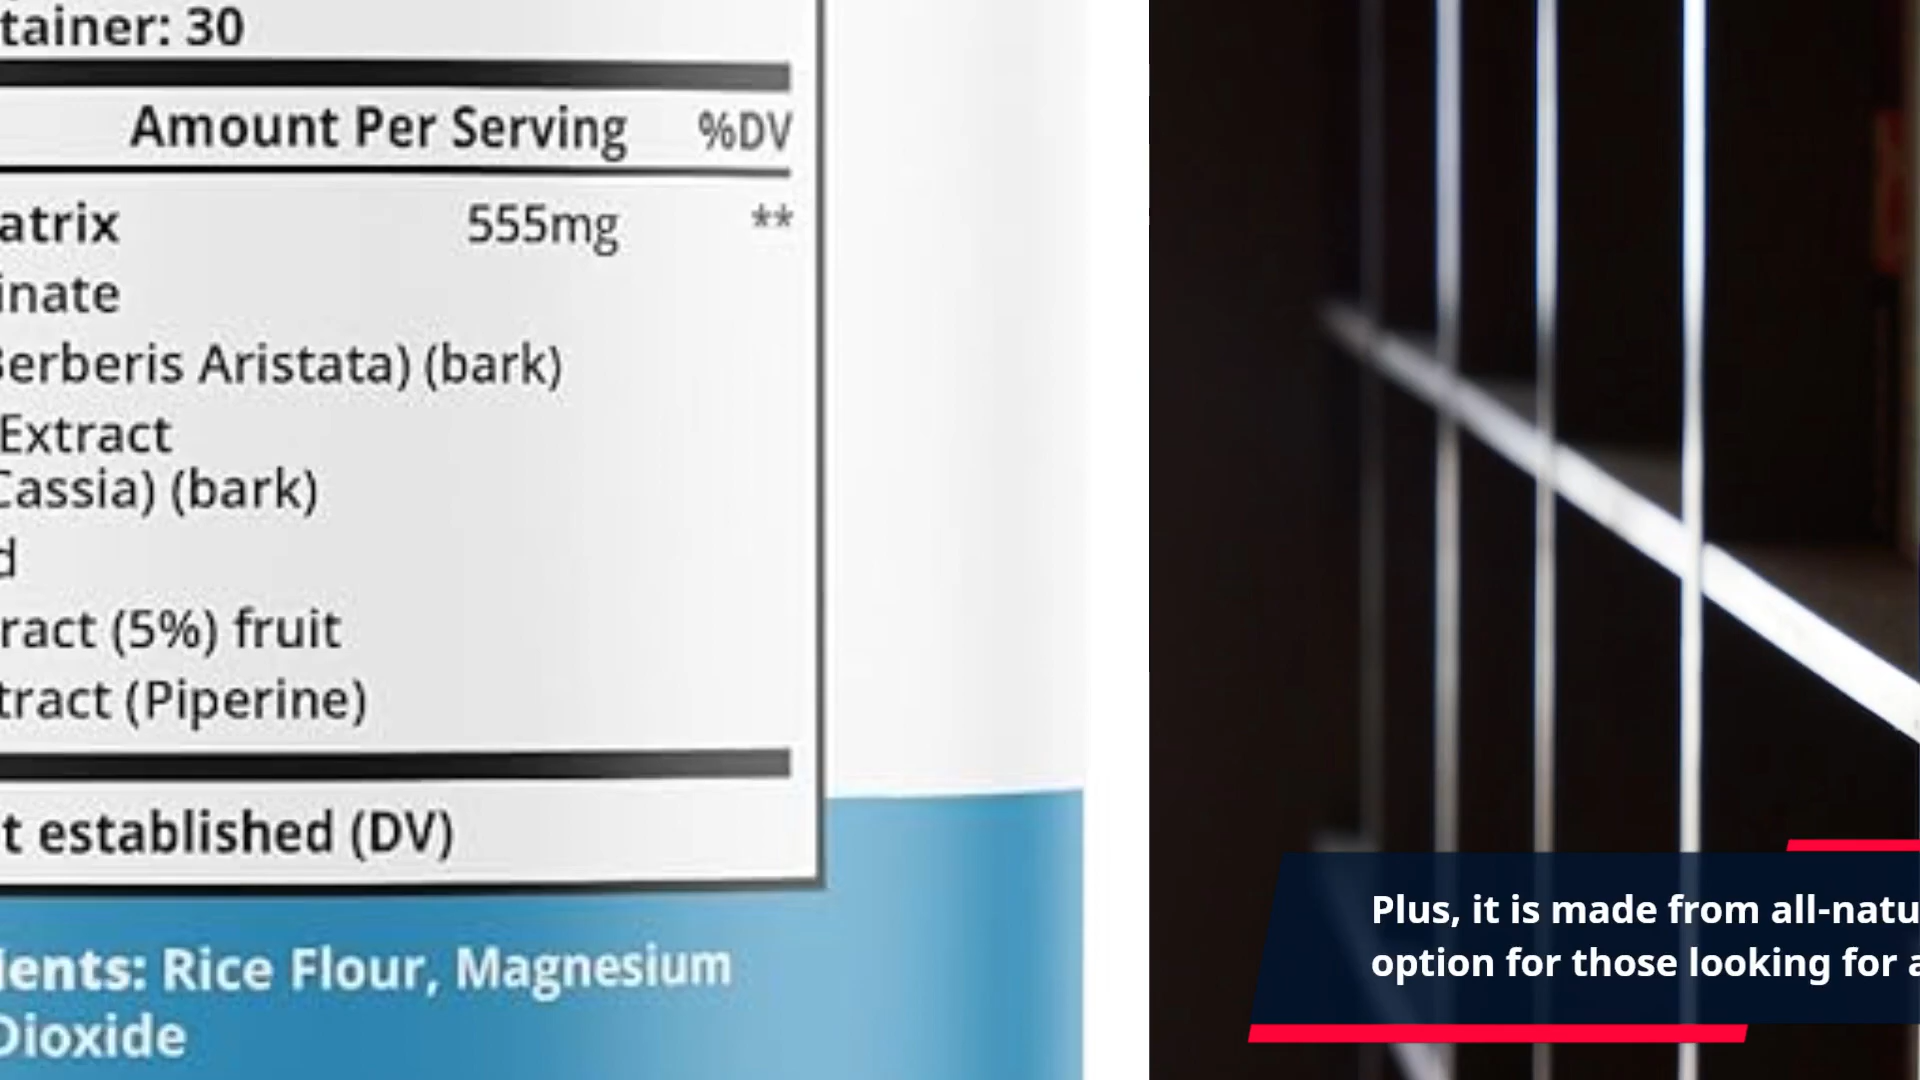 tainer: 30
Amount Per Serving %DV
atrix 555mg **
inate
Berberis Aristata) (bark)
Extract
Cassia) (bark)
d
ract (5%) fruit
tract (Piperine)
t established (DV)
ients: Rice Flour, Magnesium
Dioxide
Plus, it is made from all-natu
option for those looking for a